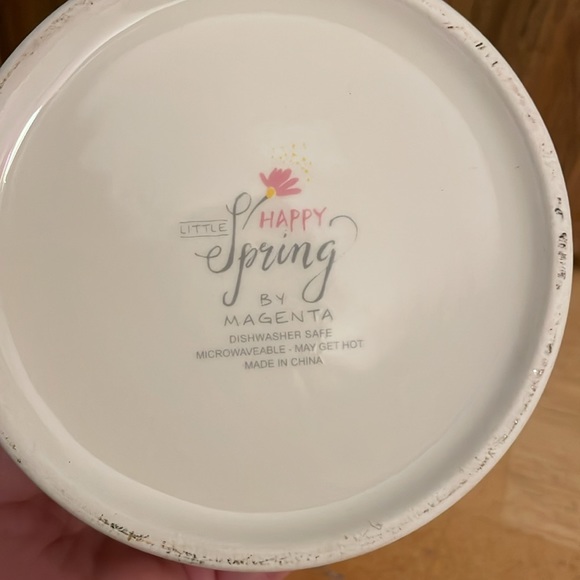 LITTLE HAPPY
Spring
BY
MAGENTA
DISHWASHER SAFE
MICROWAVEABLE - MAY GET HOT
MADE IN CHINA